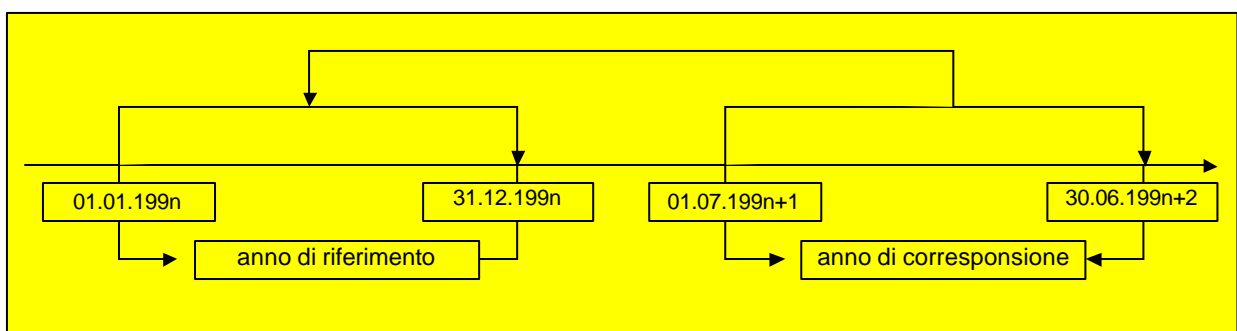 01.01.199n
31.12.199n
01.07.199n+1
30.06.199n+2
anno di riferimento
anno di corresponsione